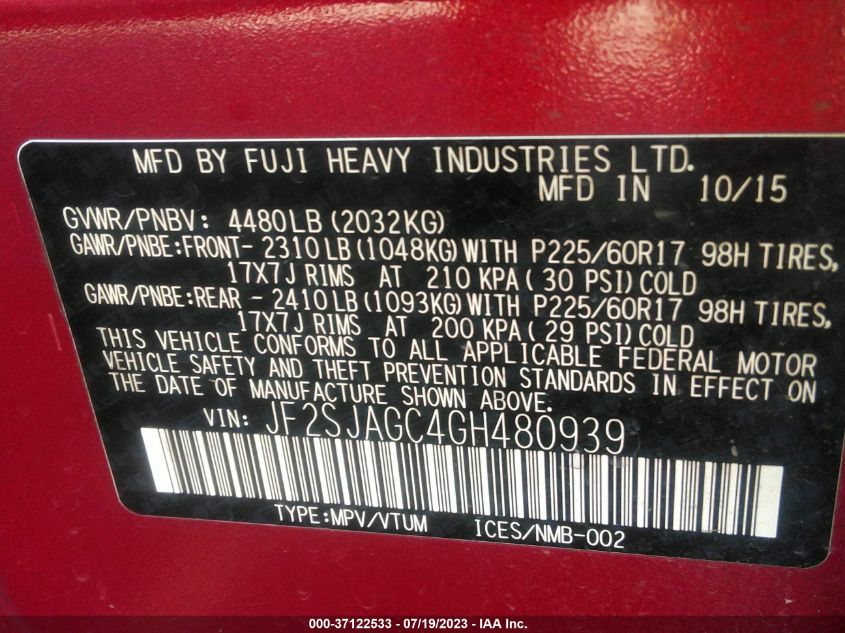 MFD BY FUJI HEAVY INDUSTRIES LTD.
MFD IN 10/15
GVWR/PNBV: 4480LB (2032KG)
GAWR/PNBE:FRONT- 2310LB (1048KG) WITH P225/60R17 98H TIRES,
17X7J RIMS AT 210 KPA ( 30 PSI) COLD
GAWR/PNBE:REAR - 2410LB (1093KG) WITH P225/60R17 98H TIRES,
17X7J RIMS AT 200 KPA ( 29 PSI) COLD
THIS VEHICLE CONFORMS TO ALL APPLICABLE FEDERAL MOTOR
VEHICLE SAFETY AND THEFT PREVENTION STANDARDS IN EFFECT ON
THE DATE OF MANUFACTURE SHOWN ABOVE.
VIN: JF2SJAGC4GH480939
TYPE:MPV/VTUM ICES/NMB-002
000-37122533 - 07/19/2023 - IAA Inc.